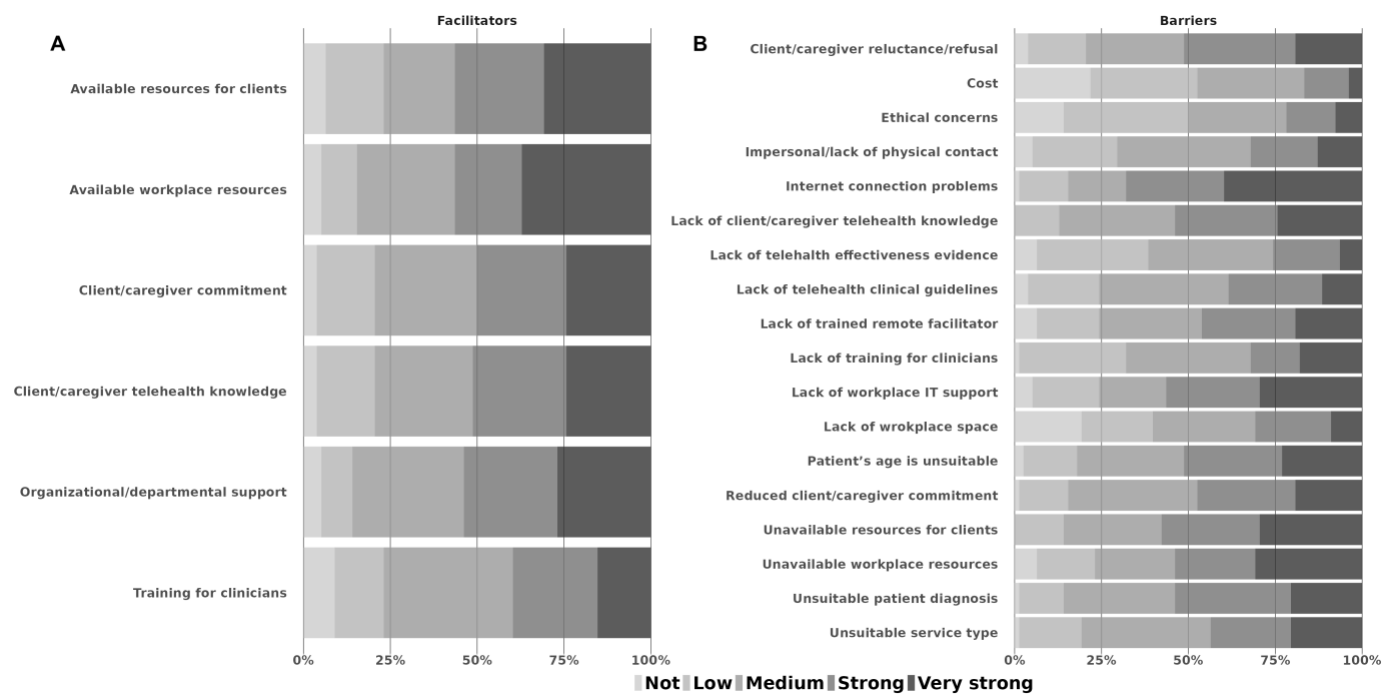 Facilitators
A
Available resources for clients
Available workplace resources
Client/caregiver commitment
Client/caregiver telehealth knowledge
Organizational/departmental support
Training for clinicians
0% 25% 50% 75% 100%
Barriers
B
Client/caregiver reluctance/refusal
Cost
Ethical concerns
Impersonal/lack of physical contact
Internet connection problems
Lack of client/caregiver telehealth knowledge
Lack of telehalth effectiveness evidence
Lack of telehealth clinical guidelines
Lack of trained remote facilitator
Lack of training for clinicians
Lack of workplace IT support
Lack of wrokplace space
Patient’s age is unsuitable
Reduced client/caregiver commitment
Unavailable resources for clients
Unavailable workplace resources
Unsuitable patient diagnosis
Unsuitable service type
0% 25% 50% 75% 100%
Not Low Medium Strong Very strong